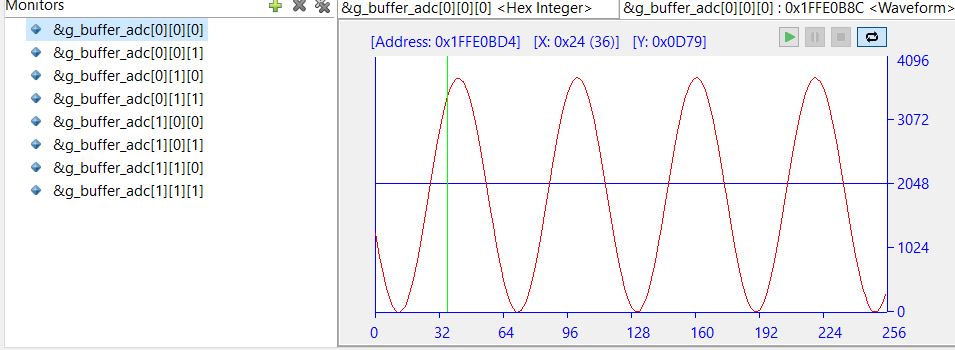 Monitors
&g_buffer_adc[0][0][0]
&g_buffer_adc[0][0][1]
&g_buffer_adc[0][1][0]
&g_buffer_adc[0][1][1]
&g_buffer_adc[1][0][0]
&g_buffer_adc[1][0][1]
&g_buffer_adc[1][1][0]
&g_buffer_adc[1][1][1]
&g_buffer_adc[0][0][0] <Hex Integer>
&g_buffer_adc[0][0][0] : 0x1FFE0B8C <Waveform>
[Address: 0x1FFE0BD4] [X: 0x24 (36)] [Y: 0x0D79]
4096
3072
2048
1024
0
0 32 64 96 128 160 192 224 256